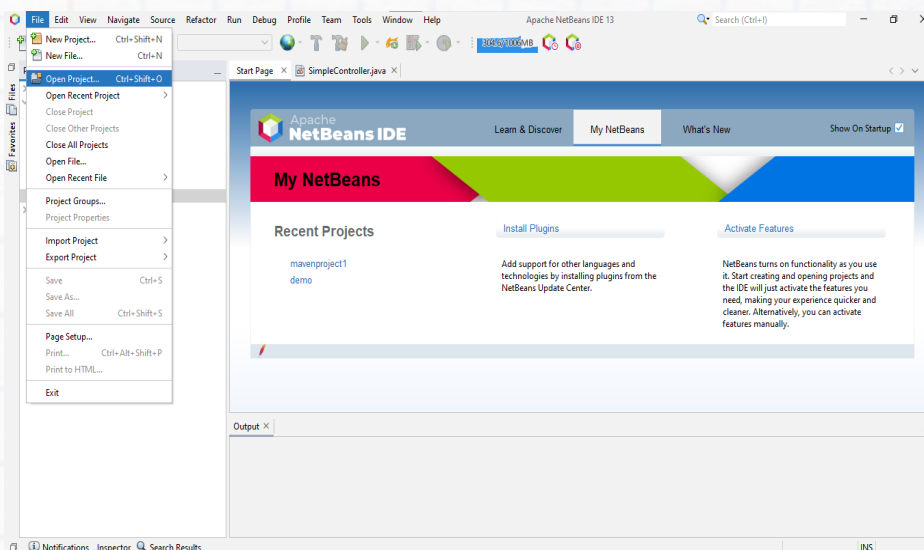 File Edit View Navigate Source Refactor Run Debug Profile Team Tools Window Help Apache NetBeans IDE 13 Search (Ctrl+I)
New Project... Ctrl+Shift+N
New File... Ctrl+N
Open Project... Ctrl+Shift+O
Open Recent Project
Close Project
Close Other Projects
Close All Projects
Open File...
Open Recent File
Project Groups...
Project Properties
Import Project
Export Project
Save Ctrl+S
Save As...
Save All Ctrl+Shift+S
Page Setup...
Print... Ctrl+Alt+Shift+P
Print to HTML...
Exit
Files
Favorites
Start Page SimpleController.java
Apache
NetBeans IDE
Learn & Discover My NetBeans What's New Show On Startup
My NetBeans
Recent Projects
mavenproject1
demo
Install Plugins
Add support for other languages and
technologies by installing plugins from the
NetBeans Update Center.
Activate Features
NetBeans turns on functionality as you use
it. Start creating and opening projects and
the IDE will just activate the features you
need, making your experience quicker and
cleaner. Alternatively, you can activate
features manually.
Output
Notifications Inspector Search Results INS